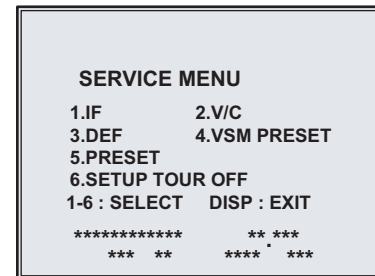 SERVICE MENU
1.IF 2.V/C
3.DEF 4.VSM PRESET
5.PRESET
6.SETUP TOUR OFF
1-6 : SELECT DISP : EXIT
************ **.***
*** ** **** ***